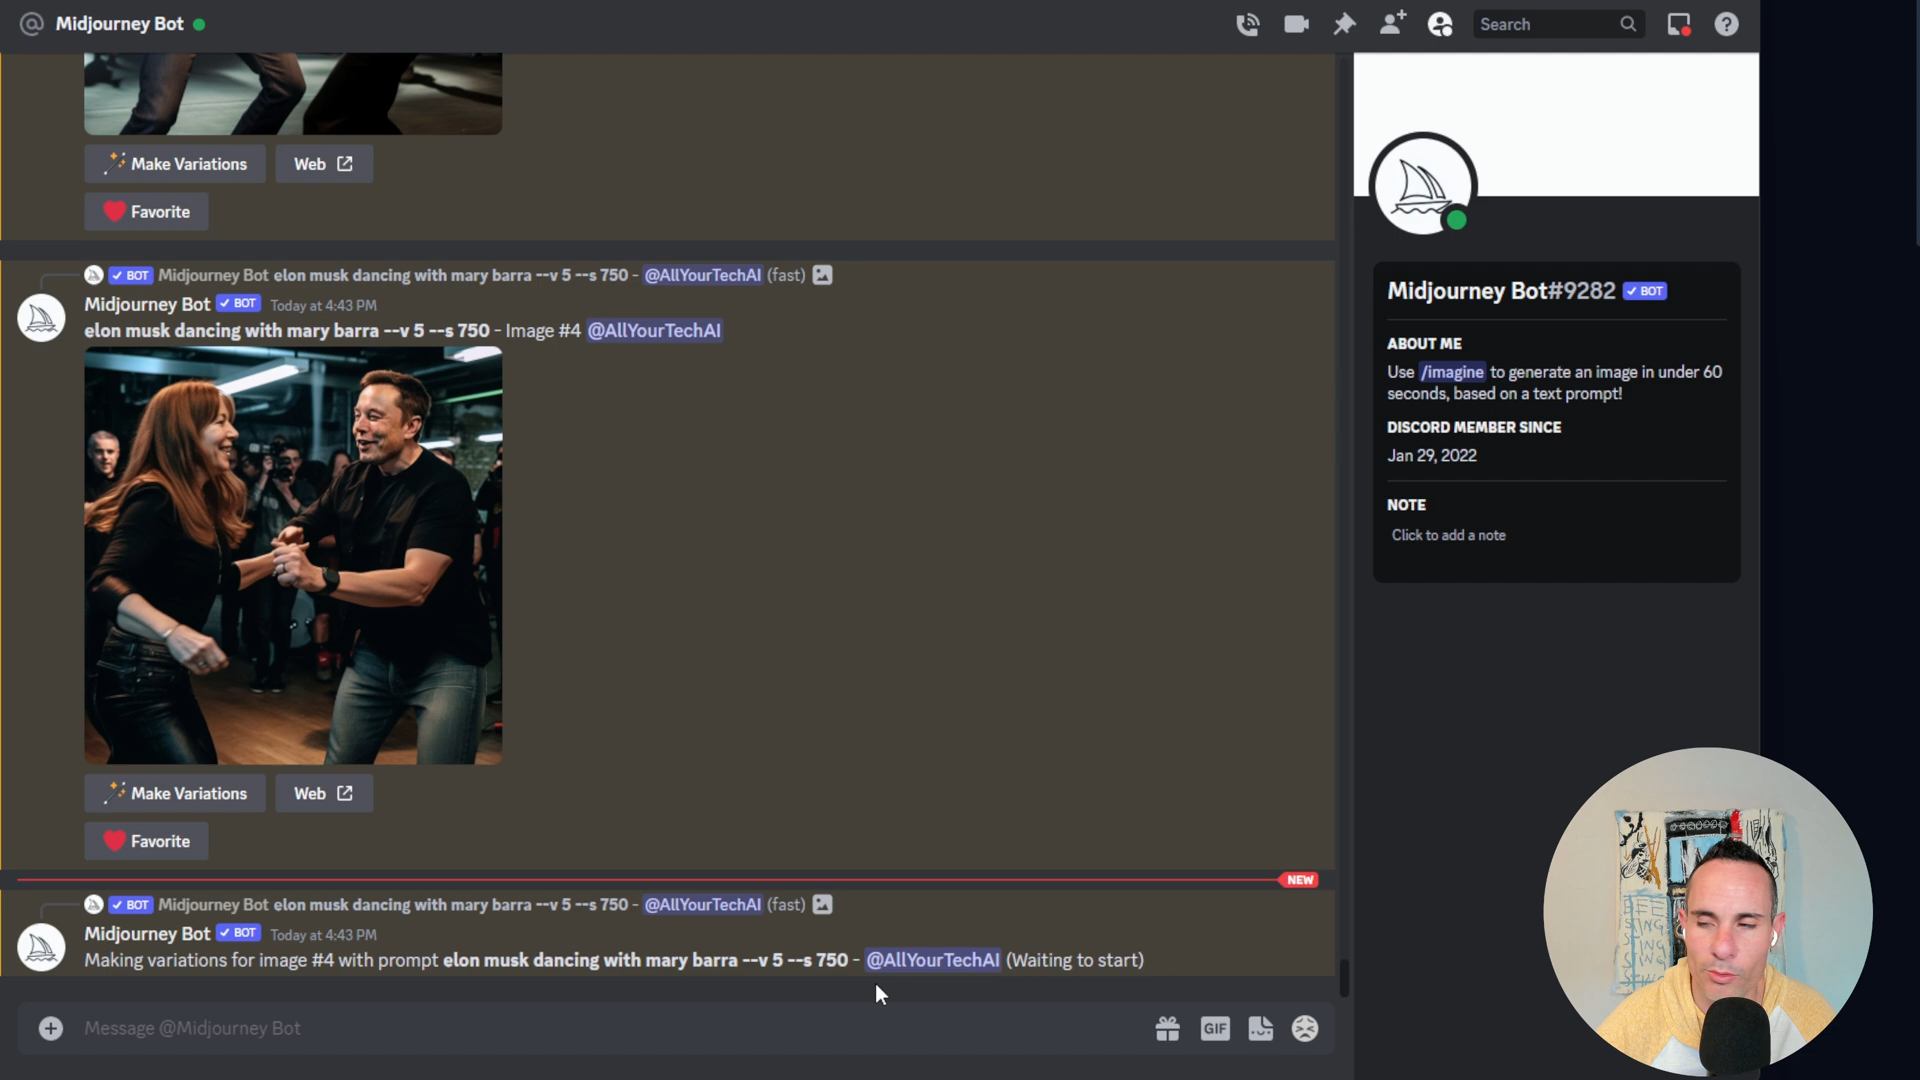 Midjourney Bot
Search
Make Variations
Web
Favorite
BOT Midjourney Bot elon musk dancing with mary barra --v 5 --s 750 - @AllYourTechAI (fast)
Midjourney Bot BOT Today at 4:43 PM
elon musk dancing with mary barra --v 5 --s 750 - Image #4 @AllYourTechAI
Make Variations
Web
Favorite
NEW
BOT Midjourney Bot elon musk dancing with mary barra --v 5 --s 750 - @AllYourTechAI (fast)
Midjourney Bot BOT Today at 4:43 PM
Making variations for image #4 with prompt elon musk dancing with mary barra --v 5 --s 750 - @AllYourTechAI (Waiting to start)
Message @Midjourney Bot
GIF
Midjourney Bot#9282 BOT
ABOUT ME
Use /imagine to generate an image in under 60
seconds, based on a text prompt!
DISCORD MEMBER SINCE
Jan 29, 2022
NOTE
Click to add a note